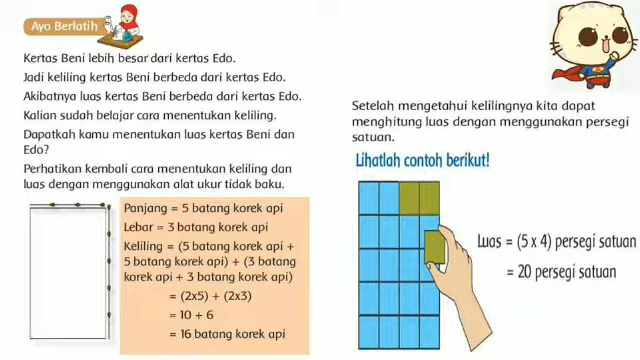 Ayo Berlatih
Kertas Beni lebih besar dari kertas Edo.
Jadi keliling kertas Beni berbeda dari kertas Edo.
Akibatnya luas kertas Beni berbeda dari kertas Edo.
Kalian sudah belajar cara menentukan keliling.
Dapatkah kamu menentukan luas kertas Beni dan
Edo?
Perhatikan kembali cara menentukan keliling dan
luas dengan menggunakan alat ukur tidak baku.
Panjang = 5 batang korek api
Lebar = 3 batang korek api
Keliling = (5 batang korek api +
5 batang korek api) + (3 batang
korek api + 3 batang korek api)
= (2x5) + (2x3)
= 10 + 6
= 16 batang korek api
Setelah mengetahui kelilingnya kita dapat
menghitung luas dengan menggunakan persegi
satuan.
Lihatlah contoh berikut!
Luas = (5 x 4) persegi satuan
= 20 persegi satuan